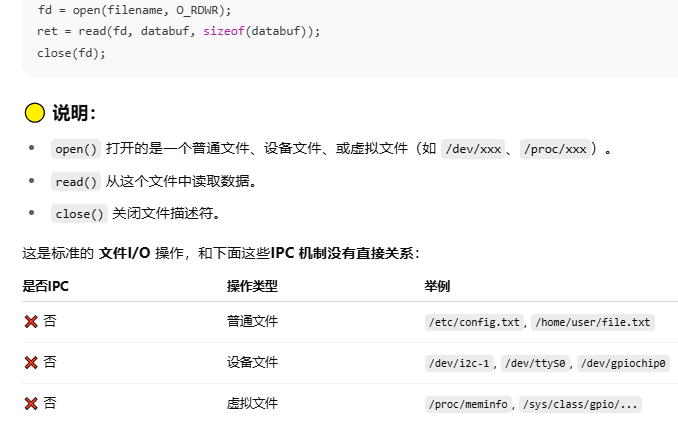 fd = open(filename, O_RDWR);
ret = read(fd, databuf, sizeof(databuf));
close(fd);
说明：
open() 打开的是一个普通文件、设备文件、或虚拟文件（如 /dev/xxx、/proc/xxx）。
read() 从这个文件中读取数据。
close() 关闭文件描述符。
这是标准的 文件I/O 操作，和下面这些IPC 机制没有直接关系：
是否IPC 操作类型 举例
❌ 否 普通文件 /etc/config.txt, /home/user/file.txt
❌ 否 设备文件 /dev/i2c-1, /dev/ttyS0, /dev/gpiochip0
❌ 否 虚拟文件 /proc/meminfo, /sys/class/gpio/...